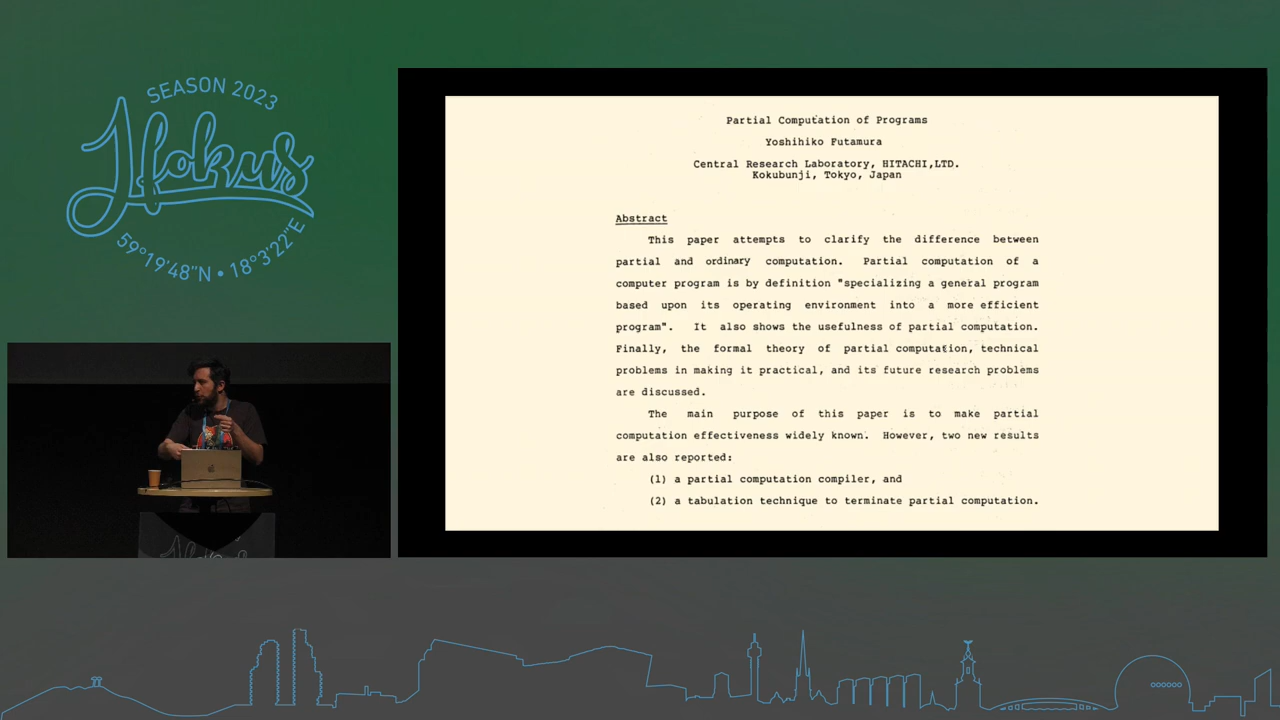 SEASON 2023
Hokus
59°19'48"N • 18°3'22"E
Partial Computation of Programs
Yoshihiko Futamura
Central Research Laboratory, HITACHI,LTD.
Kokubunji, Tokyo, Japan
Abstract
This paper attempts to clarify the difference between
partial and ordinary computation. Partial computation of a
computer program is by definition "specializing a general program
based upon its operating environment into a more efficient
program". It also shows the usefulness of partial computation.
Finally, the formal theory of partial computation, technical
problems in making it practical, and its future research problems
are discussed.
The main purpose of this paper is to make partial
computation effectiveness widely known. However, two new results
are also reported:
(1) a partial computation compiler, and
(2) a tabulation technique to terminate partial computation.
Hokus